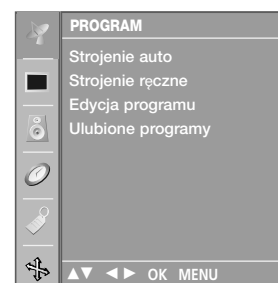 PROGRAM
Strojenie auto
Strojenie ręczne
Edycja programu
Ulubione programy
▲▼ ◄► OK MENU